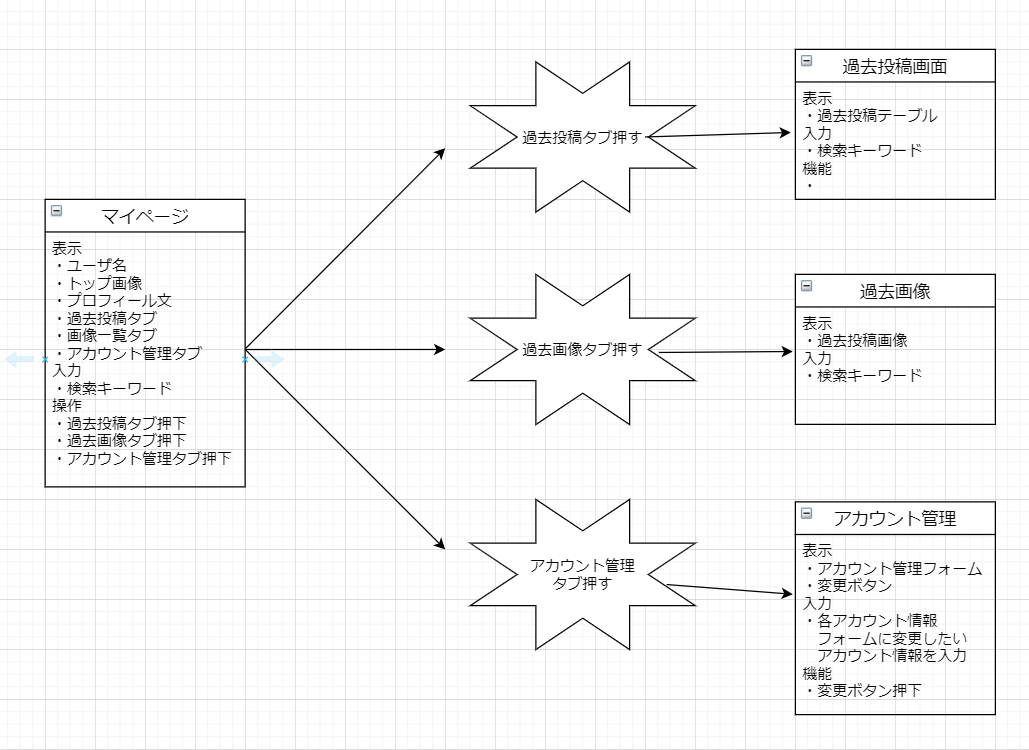 マイページ
表示
・ユーザ名
・トップ画像
・プロフィール文
・過去投稿タブ
・画像一覧タブ
・アカウント管理タブ
入力
・検索キーワード
操作
・過去投稿タブ押下
・過去画像タブ押下
・アカウント管理タブ押下
過去投稿タブ押す
過去投稿画面
表示
・過去投稿テーブル
入力
・検索キーワード
機能
・
過去画像タブ押す
過去画像
表示
・過去投稿画像
入力
・検索キーワード
アカウント管理
タブ押す
アカウント管理
表示
・アカウント管理フォーム
・変更ボタン
入力
・各アカウント情報
フォームに変更したい
アカウント情報を入力
機能
・変更ボタン押下